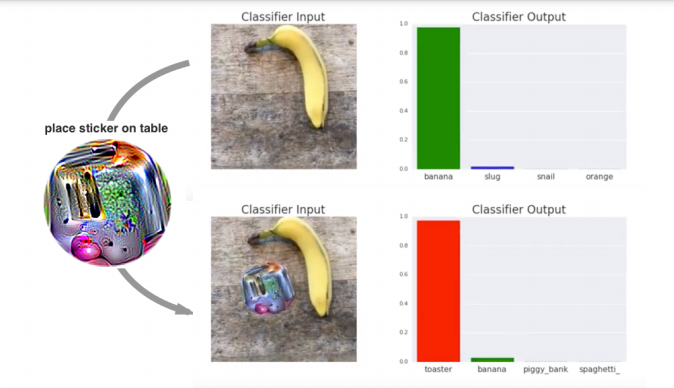 Classifier Input
Classifier Output
1.0
0.8
0.6
0.4
0.2
0.0
banana
slug
snail
orange
place sticker on table
Classifier Input
Classifier Output
1.0
0.8
0.6
0.4
0.2
0.0
toaster
banana
piggy_bank
spaghetti_